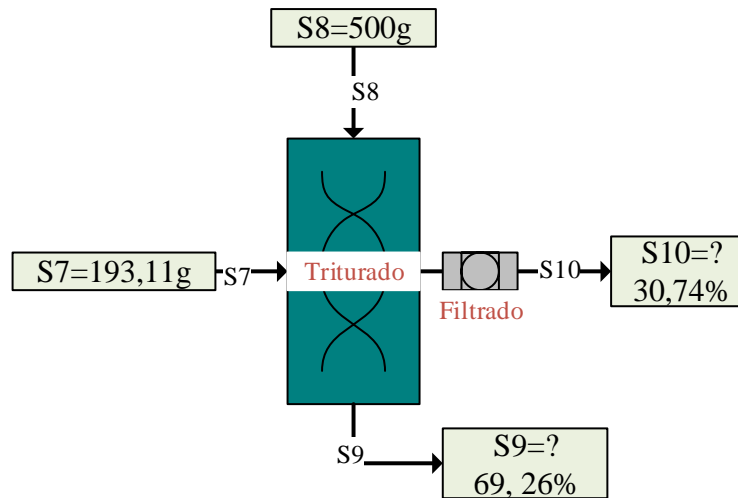 S8=500g
S8
S7=193,11g
S7
Triturado
Filtrado
S10
S10=?
30,74%
S9
S9=?
69, 26%